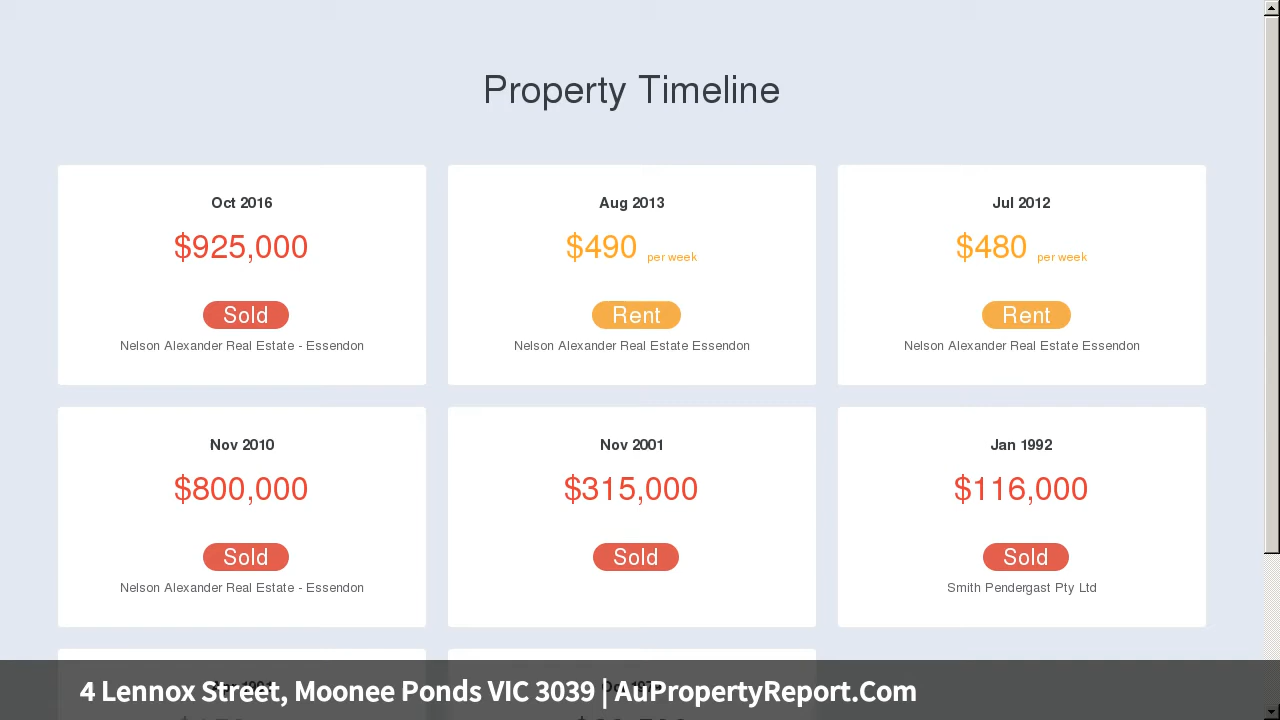 Property Timeline
Oct 2016
$925,000
Sold
Nelson Alexander Real Estate - Essendon
Aug 2013
$490 per week
Rent
Nelson Alexander Real Estate Essendon
Jul 2012
$480 per week
Rent
Nelson Alexander Real Estate Essendon
Nov 2010
$800,000
Sold
Nelson Alexander Real Estate - Essendon
Nov 2001
$315,000
Sold
Jan 1992
$116,000
Sold
Smith Pendergast Pty Ltd
4 Lennox Street, Moonee Ponds VIC 3039 | AuPropertyReport.Com